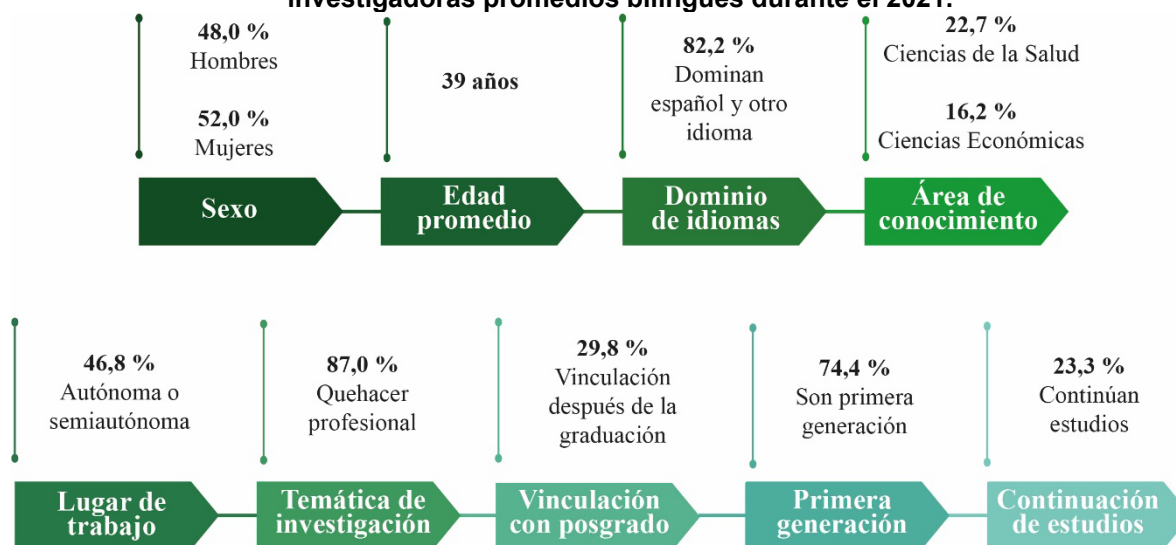 investigadoras promedios bilingües durante el 2021.
48,0 %
Hombres
52,0 %
Mujeres
39 años
82,2 %
Dominan
español y otro
idioma
22,7 %
Ciencias de la Salud
16,2 %
Ciencias Económicas
Sexo
Edad
promedio
Dominio
de idiomas
Área de
conocimiento
46,8 %
Autónoma o
semiautónoma
87,0 %
Quehacer
profesional
29,8 %
Vinculación
después de la
graduación
74,4 %
Son primera
generación
23,3 %
Continúan
estudios
Lugar de
trabajo
Temática de
investigación
Vinculación
con posgrado
Primera
generación
Continuación
de estudios